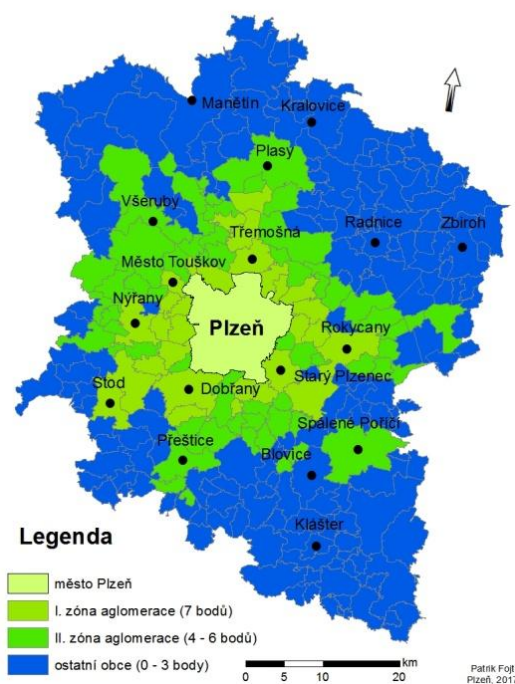 Manětín
Kralovice
Plasy
Všeruby
Radnice
Zbiroh
Třemošná
Město Touškov
Nýřany
Plzeň
Rokycany
Starý Plzenec
Stod
Dobřany
Spálené Poříčí
Přeštice
Blovice
Klášter
Legenda
město Plzeň
I. zóna aglomerace (7 bodů)
II. zóna aglomerace (4 - 6 bodů)
ostatní obce (0 - 3 body)
km
0 5 10 20
Patrik Fojt
Plzeň, 2017